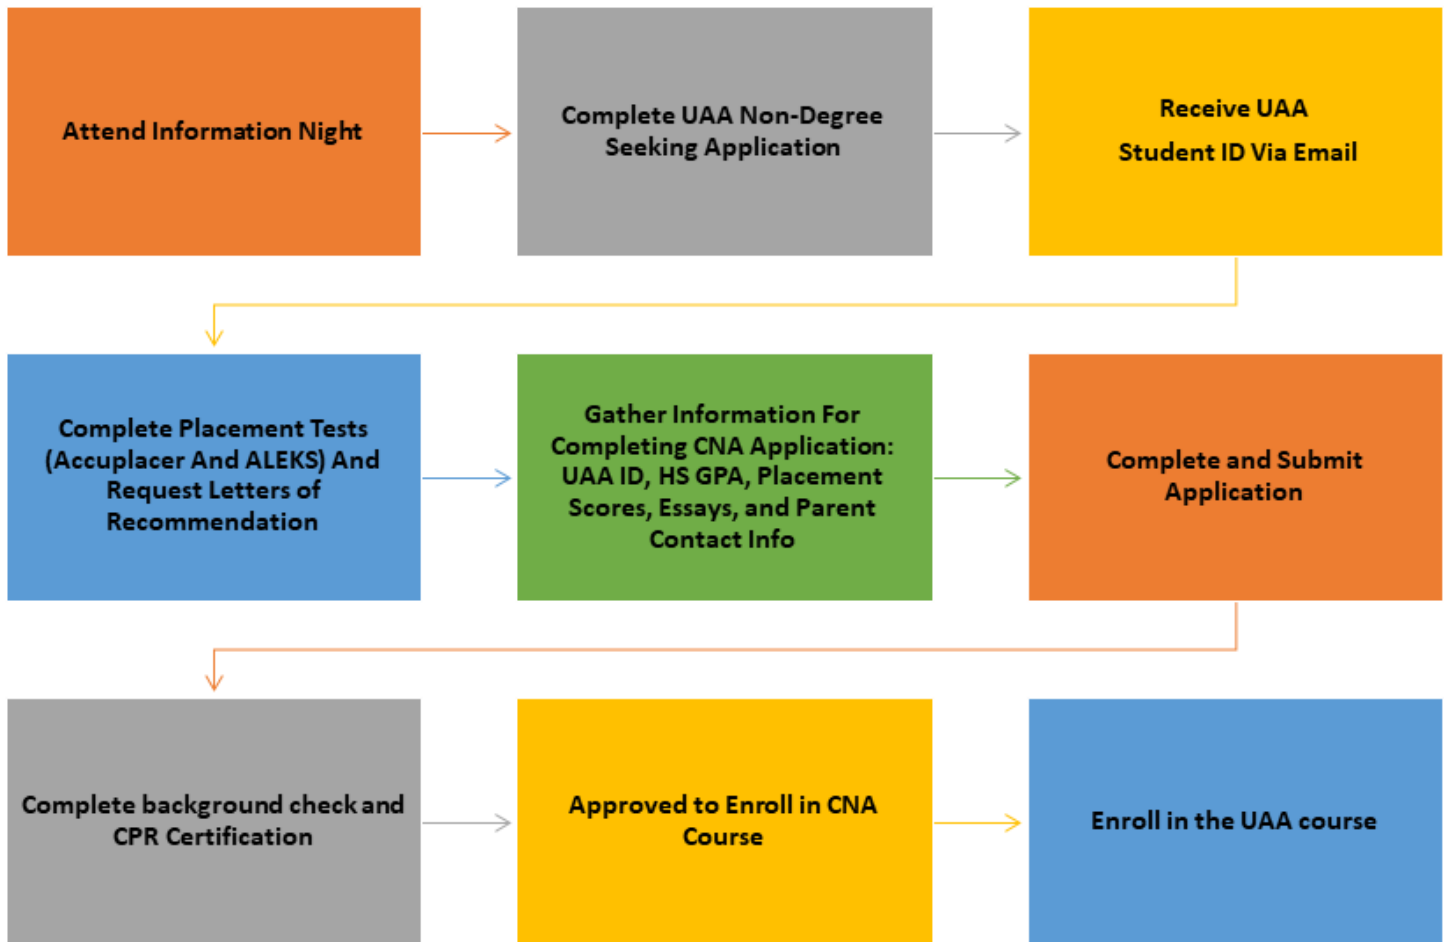 Attend Information Night
Complete UAA Non-Degree
Seeking Application
Receive UAA
Student ID Via Email
Complete Placement Tests
(Accuplacer And ALEKS) And
Request Letters of
Recommendation
Gather Information For
Completing CNA Application:
UAA ID, HS GPA, Placement
Scores, Essays, and Parent
Contact Info
Complete and Submit
Application
Complete background check and
CPR Certification
Approved to Enroll in CNA
Course
Enroll in the UAA course